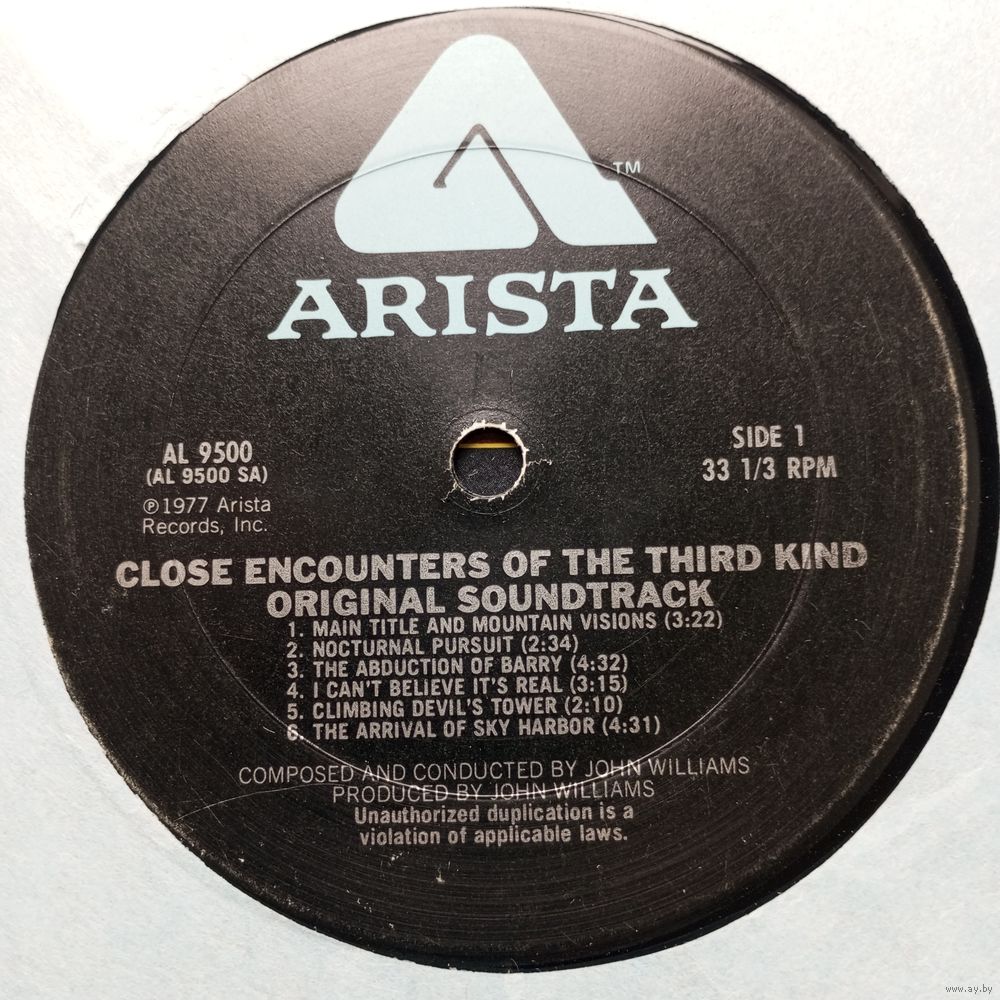 TM
ARISTA
AL 9500
(AL 9500 SA)
℗1977 Arista
Records, Inc.
SIDE 1
33 1/3 RPM
CLOSE ENCOUNTERS OF THE THIRD KIND
ORIGINAL SOUNDTRACK
1. MAIN TITLE AND MOUNTAIN VISIONS (3:22)
2. NOCTURNAL PURSUIT (2:34)
3. THE ABDUCTION OF BARRY (4:32)
4. I CAN'T BELIEVE IT'S REAL (3:15)
5. CLIMBING DEVIL'S TOWER (2:10)
6. THE ARRIVAL OF SKY HARBOR (4:31)
COMPOSED AND CONDUCTED BY JOHN WILLIAMS
PRODUCED BY JOHN WILLIAMS
Unauthorized duplication is a
violation of applicable laws.
www.ay.by